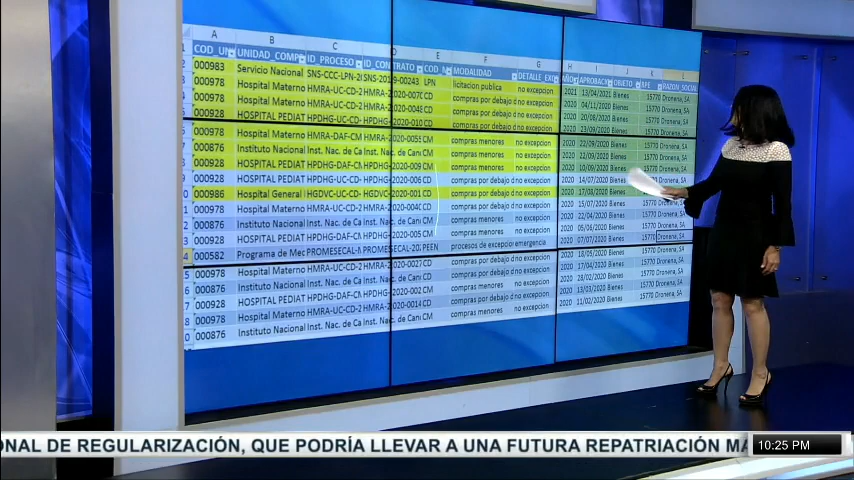 A B C D E F G H I J K L
COD_UN UNIDAD_COMP ID_PROCESO ID_CONTRATO COD_M MODALIDAD DETALLE_EXC AÑO APROBAC OBJETO RPE RAZON_SOCIAL
000983 Servicio Nacional SNS-CCC-LPN-2 SNS-2019-00243 LPN licitacion publica no excepcion 2021 13/04/2021 Bienes 15770 Dronena, SA
000978 Hospital Materno HMRA-UC-CD-2 HMRA-2020-007 CD compras por debajo d no excepcion 2020 04/11/2020 Bienes 15770 Dronena, SA
000978 Hospital Materno HMRA-UC-CD-2 HMRA-2020-004 CD compras por debajo d no excepcion 2020 20/08/2020 Bienes 15770 Dronena, SA
000928 HOSPITAL PEDIAT HPDHG-UC-CD- HPDHG-2020-010 CD compras por debajo d no excepcion 2020 23/09/2020 Bienes 15770 Dronena, SA
000978 Hospital Materno HMRA-DAF-CM HMRA-2020-005 CM compras menores no excepcion 2020 22/09/2020 Bienes 15770 Dronena, SA
000876 Instituto Nacional Inst. Nac. de Ca Inst. Nac. de Can CM compras menores no excepcion 2020 22/09/2020 Bienes 15770 Dronena, SA
000928 HOSPITAL PEDIAT HPDHG-DAF-CM HPDHG-2020-009 CM compras menores no excepcion 2020 10/09/2020 Bienes 15770 Dronena, SA
000928 HOSPITAL PEDIAT HPDHG-UC-CD- HPDHG-2020-006 CD compras por debajo d no excepcion 2020 14/07/2020 Bienes 15770 Dronena, SA
000986 Hospital General HGDVC-UC-CD- HGDVC-2020-001 CD compras por debajo d no excepcion 2020 17/03/2020 Bienes 15770 Dronena, SA
000978 Hospital Materno HMRA-UC-CD-2 HMRA-2020-004 CD compras por debajo d no excepcion 2020 15/07/2020 Bienes 15770 Dronena, SA
000876 Instituto Nacional Inst. Nac. de Ca Inst. Nac. de Can CM compras menores no excepcion 2020 22/04/2020 Bienes 15770 Dronena, SA
000928 HOSPITAL PEDIAT HPDHG-DAF-CM HPDHG-2020-005 CM compras menores no excepcion 2020 05/06/2020 Bienes 15770 Dronena, SA
000582 Programa de Med PROMESECAL- PROMESECAL-20 PEEN procesos de excepcion emergencia 2020 07/07/2020 Bienes 15770 Dronena, SA
000978 Hospital Materno HMRA-UC-CD-2 HMRA-2020-0027 CD compras por debajo d no excepcion 2020 18/05/2020 Bienes 15770 Dronena, SA
000876 Instituto Nacional Inst. Nac. de Ca Inst. Nac. de Can CM compras menores no excepcion 2020 17/04/2020 Bienes 15770 Dronena, SA
000928 HOSPITAL PEDIAT HPDHG-DAF-CM HPDHG-2020 CM compras menores no excepcion 2020 28/02/2020 Bienes 15770 Dronena, SA
000978 Hospital Materno HMRA-UC-CD-2 HMRA-2020-0014 CD compras por debajo d no excepcion 2020 13/03/2020 Bienes 15770 Dronena, SA
000876 Instituto Nacional Inst. Nac. de Ca Inst. Nac. de Can CM compras menores no excepcion 2020 11/02/2020 Bienes 15770 Dronena, SA
ONAL DE REGULARIZACIÓN, QUE PODRÍA LLEVAR A UNA FUTURA REPATRIACIÓN MA
10:25 PM